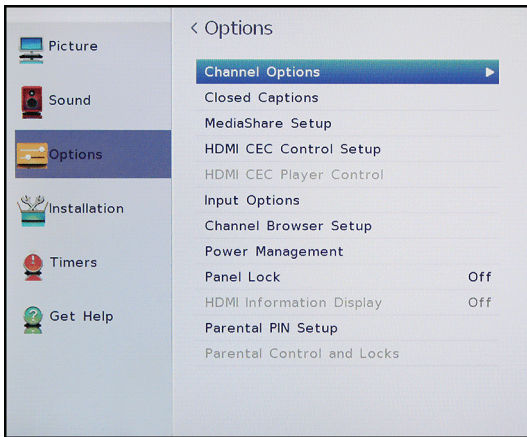 Picture
Sound
Options
Installation
Timers
Get Help
< Options
Channel Options
Closed Captions
MediaShare Setup
HDMI CEC Control Setup
HDMI CEC Player Control
Input Options
Channel Browser Setup
Power Management
Panel Lock Off
HDMI Information Display Off
Parental PIN Setup
Parental Control and Locks